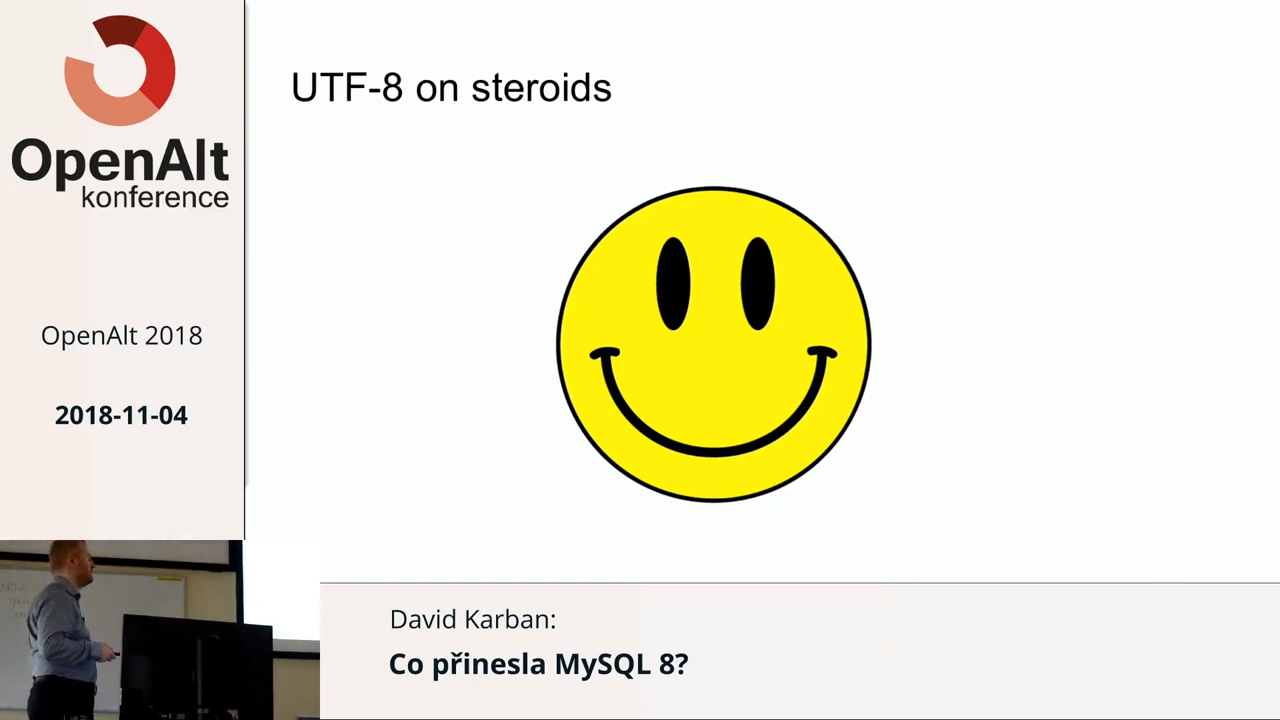 OpenAlt
konference
OpenAlt 2018
2018-11-04
UTF-8 on steroids
David Karban:
Co přinesla MySQL 8?